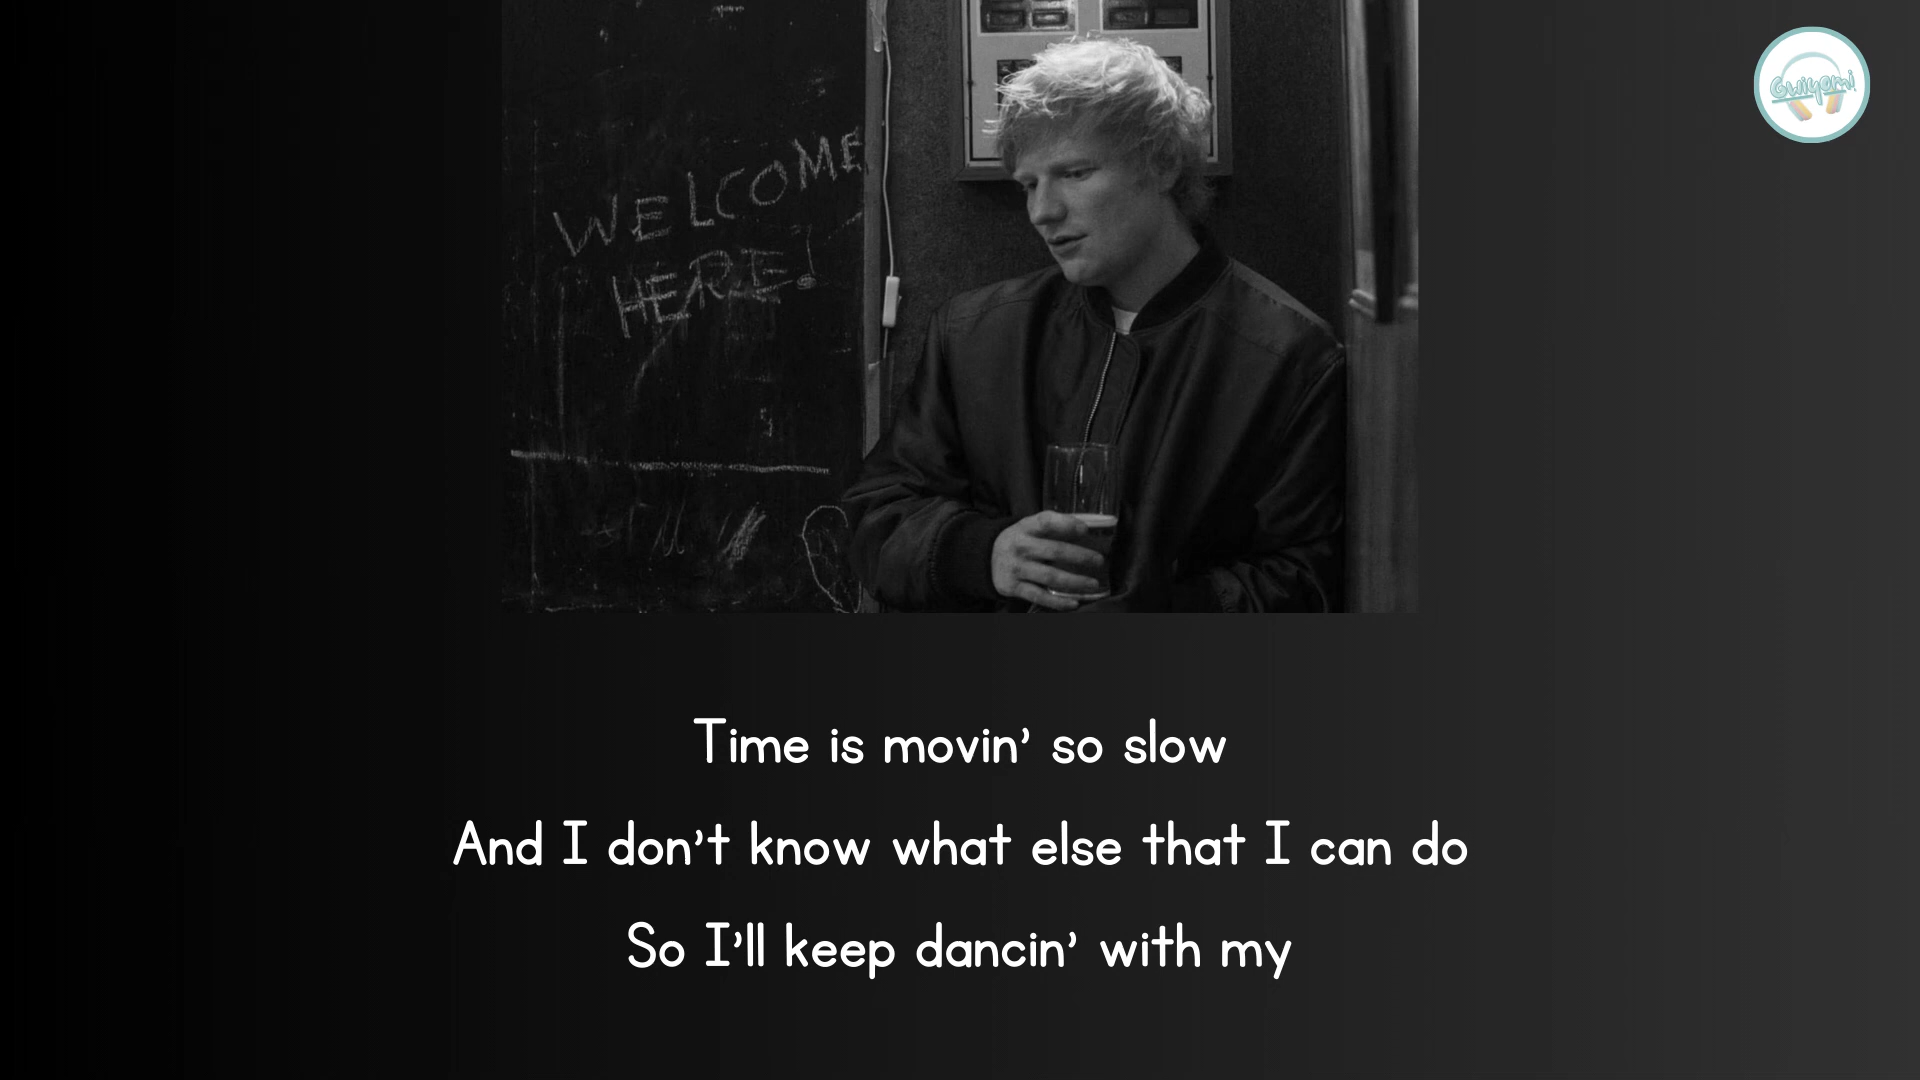 WELCOME
HERE!
Gwiyomi
Time is movin' so slow
And I don't know what else that I can do
So I'll keep dancin' with my